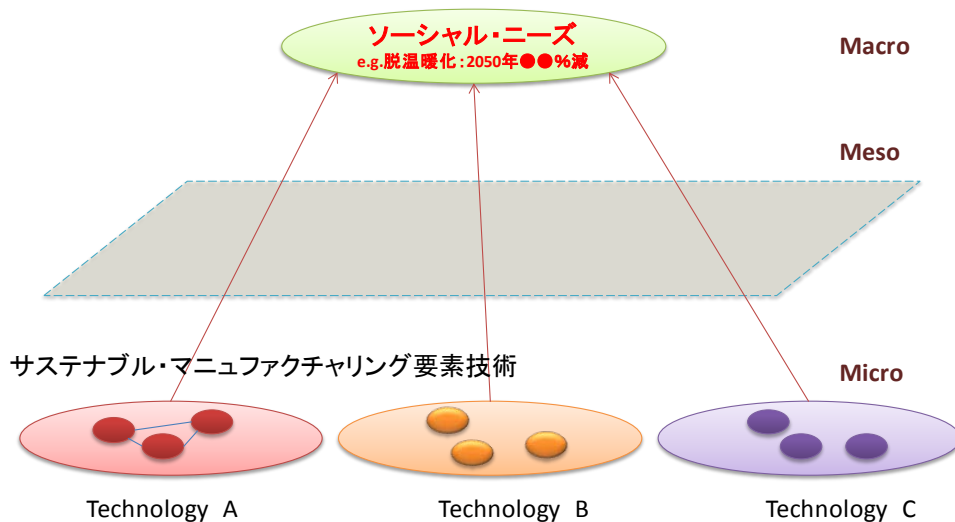 ソーシャル・ニーズ
e.g.脱温暖化:2050年●●%減
Macro
Meso
サステナブル・マニュファクチャリング要素技術
Micro
Technology A
Technology B
Technology C